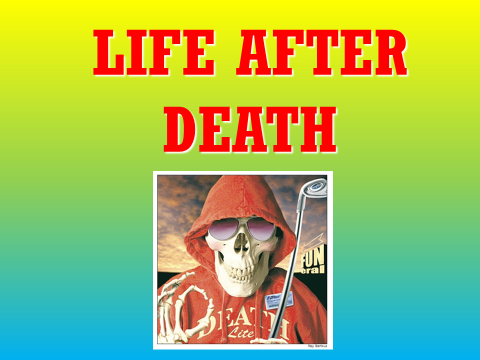 LIFE AFTER
DEATH
FUN
eral
DEATH
Lite